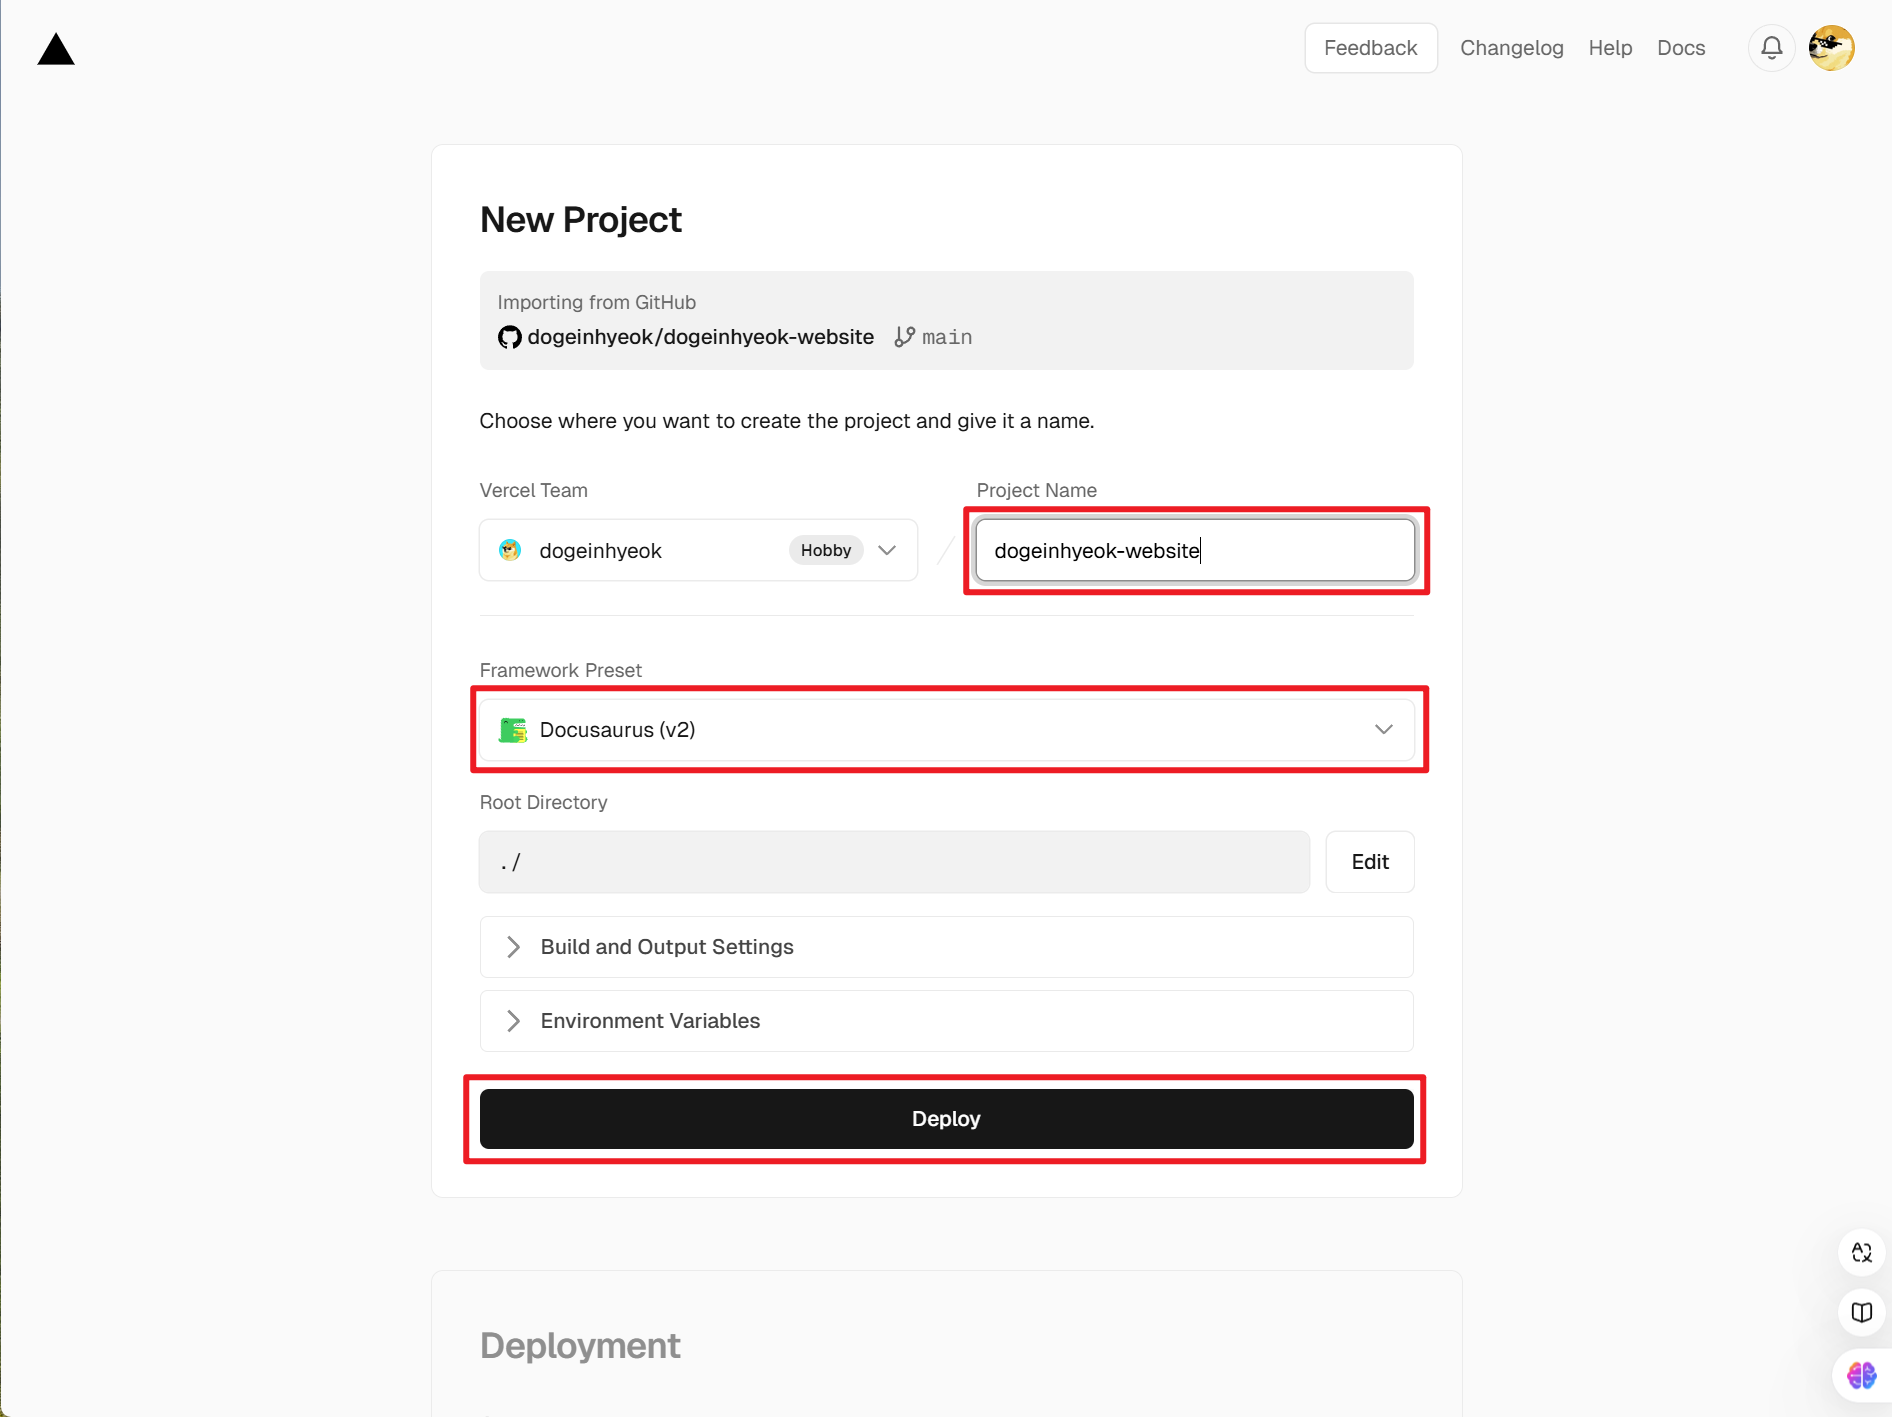 Feedback Changelog Help Docs
New Project
Importing from GitHub
dogeinhyeok/dogeinhyeok-website main
Choose where you want to create the project and give it a name.
Vercel Team Project Name
dogeinhyeok Hobby / dogeinhyeok-website
Framework Preset
Docusaurus (v2)
Root Directory
./ Edit
Build and Output Settings
Environment Variables
Deploy
Deployment